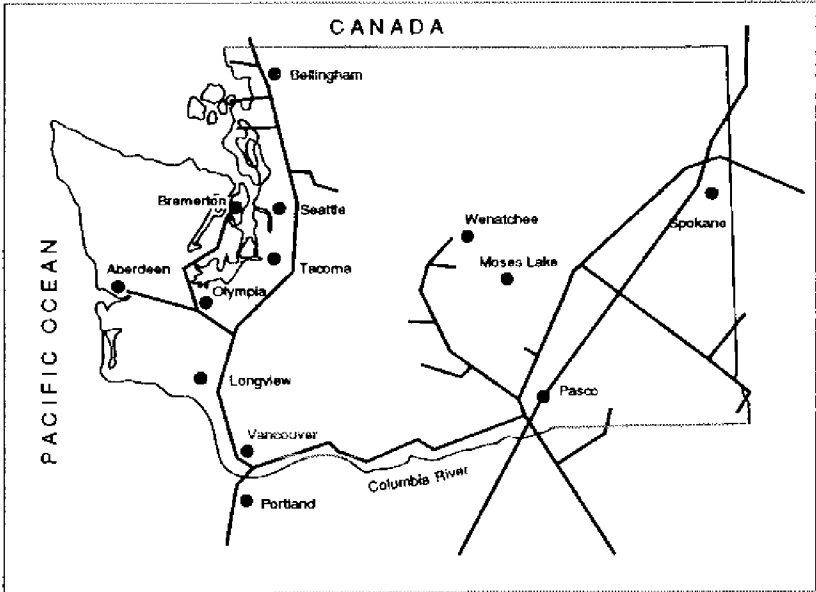 CANADA
Bellingham
Bremerton
Seattle
Spokane
Wenatchee
Aberdeen
Tacoma
Moses Lake
Olympia
PACIFIC OCEAN
Longview
Pasco
Vancouver
Columbia River
Portland